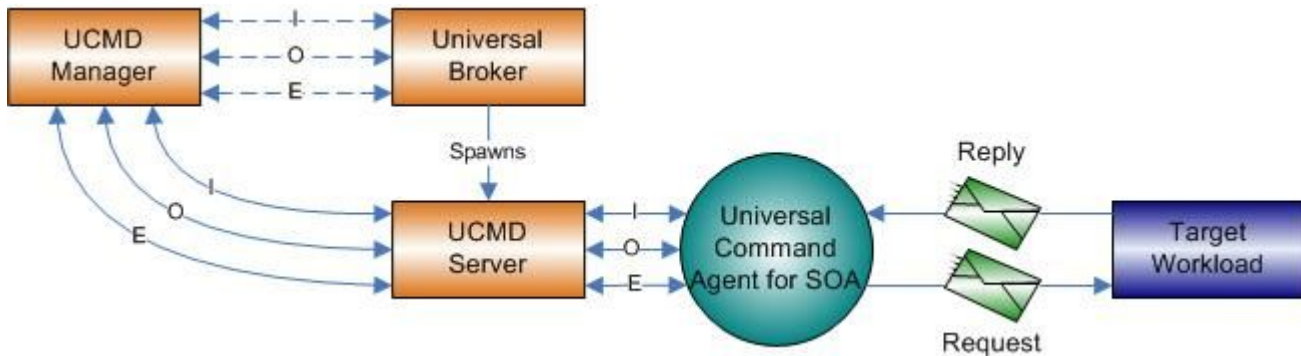 UCMD
Manager
I
O
E
Universal
Broker
Spawns
I
O
E
UCMD
Server
I
O
E
Universal
Command
Agent for SOA
Reply
Request
Target
Workload